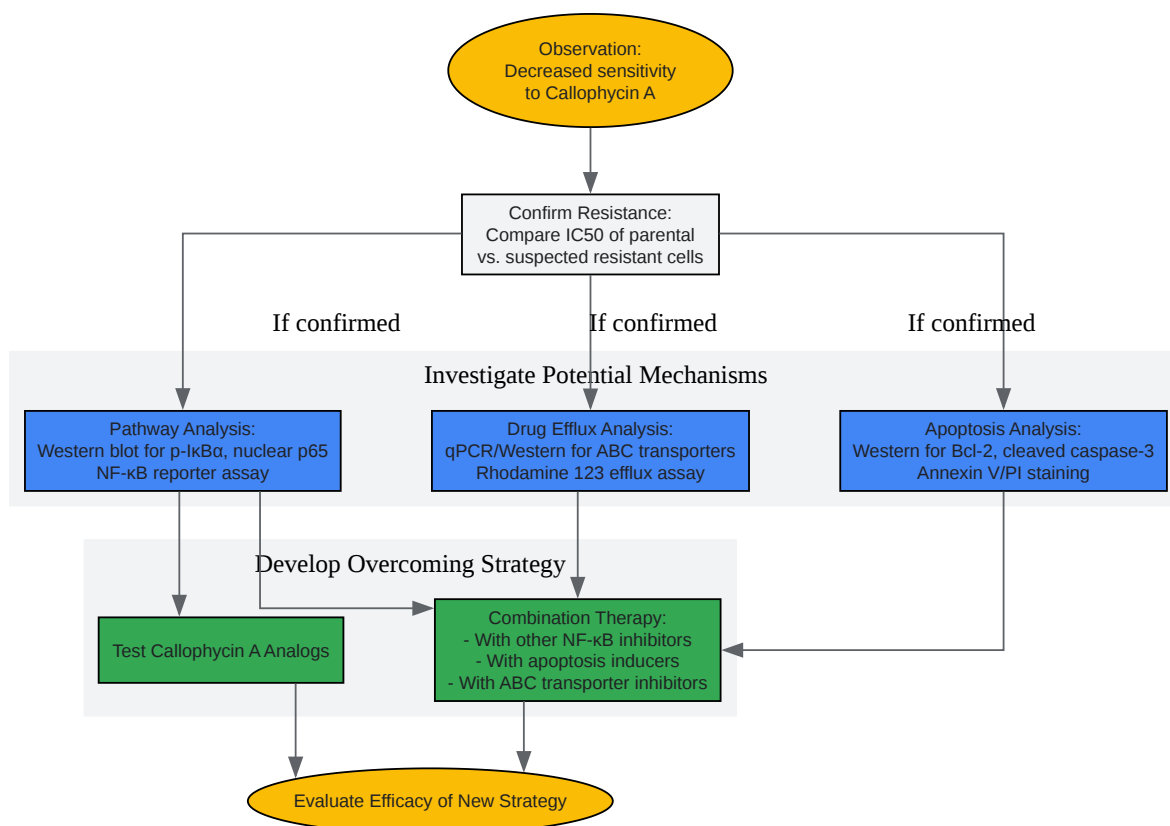 Observation:
Decreased sensitivity
to Callophycin A
Confirm Resistance:
Compare IC50 of parental
vs. suspected resistant cells
If confirmed
If confirmed
If confirmed
Investigate Potential Mechanisms
Pathway Analysis:
Western blot for p-IκBα, nuclear p65
NF-κB reporter assay
Drug Efflux Analysis:
qPCR/Western for ABC transporters
Rhodamine 123 efflux assay
Apoptosis Analysis:
Western for Bcl-2, cleaved caspase-3
Annexin V/PI staining
Develop Overcoming Strategy
Test Callophycin A Analogs
Combination Therapy:
- With other NF-κB inhibitors
- With apoptosis inducers
- With ABC transporter inhibitors
Evaluate Efficacy of New Strategy